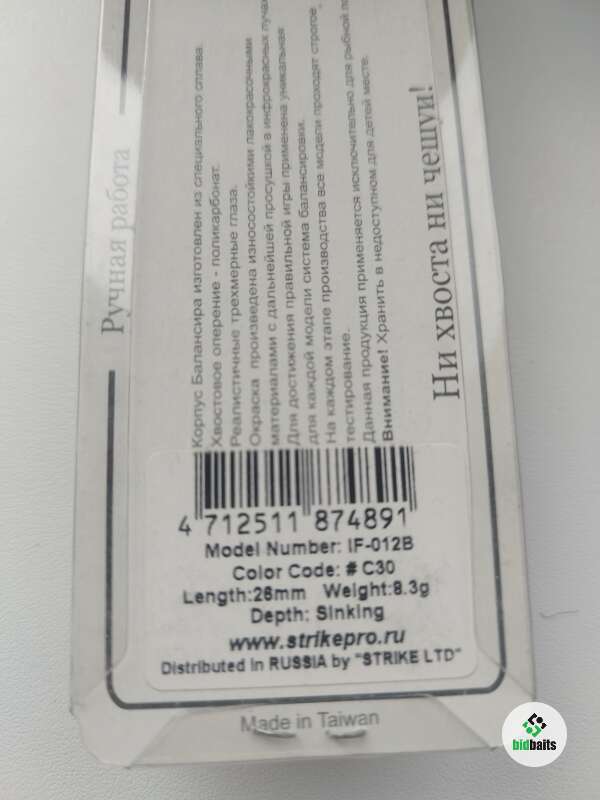 Ручная работа
Корпус Балансира изготовлен из специального сплава.
Хвостовое оперение - поликарбонат.
Реалистичные трехмерные глаза.
Окраска произведена износостойкими лакокрасочными
материалами с дальнейшей просушкой в инфрокрасных лучах
Для достижения правильной игры применена уникальная
для каждой модели система балансировки.
На каждом этапе производства все модели проходят строгое
тестирование.
Данная продукция применяется исключительно для рыбной
Внимание! Хранить в недоступном для детей месте.
Ни хвоста ни чешуи!
4 712511 874891
Model Number: IF-012B
Color Code: # C30
Length:26mm Weight:8.3g
Depth: Sinking
www.strikepro.ru
Distributed in RUSSIA by "STRIKE LTD"
Made in Taiwan
bidbaits